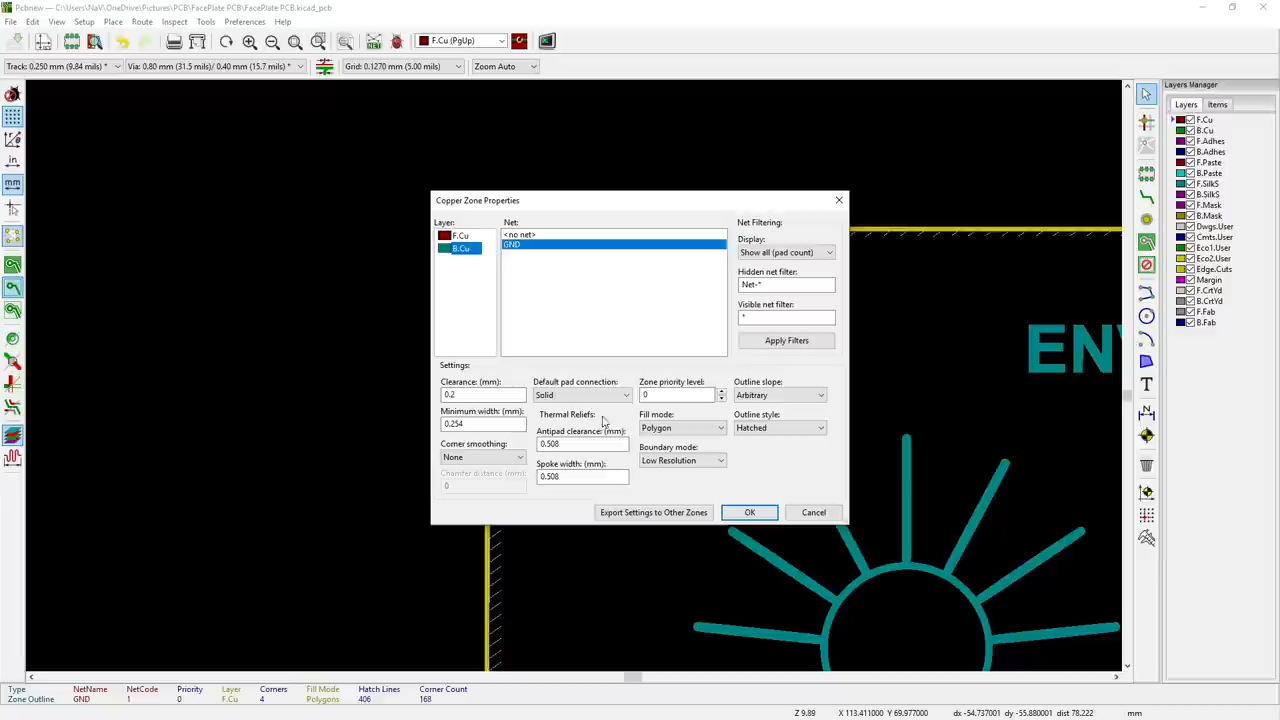 Pcbnew — C:\Users\NaV\OneDrive\Pictures\PCB\FacePlate PCB\FacePlate PCB.kicad_pcb
File Edit View Setup Place Route Inspect Tools Preferences Help
F.Cu (PgUp)
Track: 0.250 mm (9.84 mils) * Via: 0.80 mm (31.5 mils)/ 0.40 mm (15.7 mils) * Grid: 0.1270 mm (5.00 mils) Zoom Auto
Layers Manager
Layers Items
F.Cu
B.Cu
F.Adhes
B.Adhes
F.Paste
B.Paste
F.SilkS
B.SilkS
F.Mask
B.Mask
Dwgs.User
Cmts.User
Eco1.User
Eco2.User
Edge.Cuts
Margin
F.CrtYd
B.CrtYd
F.Fab
B.Fab
in
mm
NET
T
Copper Zone Properties
Layer: Net: Net Filtering:
F.Cu <no net>
B.Cu GND
Display:
Show all (pad count)
Hidden net filter:
Net-*
Visible net filter:
*
Apply Filters
Settings:
Clearance: (mm) Default pad connection: Zone priority level: Outline slope:
0.2 Solid 0 Arbitrary
Minimum width: (mm) Thermal Reliefs: Fill mode: Outline style:
0.254 Antipad clearance: (mm) Polygon Hatched
Corner smoothing: 0.508 Boundary mode:
None Spoke width: (mm) Low Resolution
Chamfer distance (mm): 0.508
0
Export Settings to Other Zones OK Cancel
EN
Type NetName NetCode Priority Layer Corners Fill Mode Hatch Lines Corner Count
Zone Outline GND 1 0 F.Cu 4 Polygons 406 168
Z 9.89 X 113.411000 Y 69.977000 dx -54.737001 dy -55.880001 dist 78.222 mm